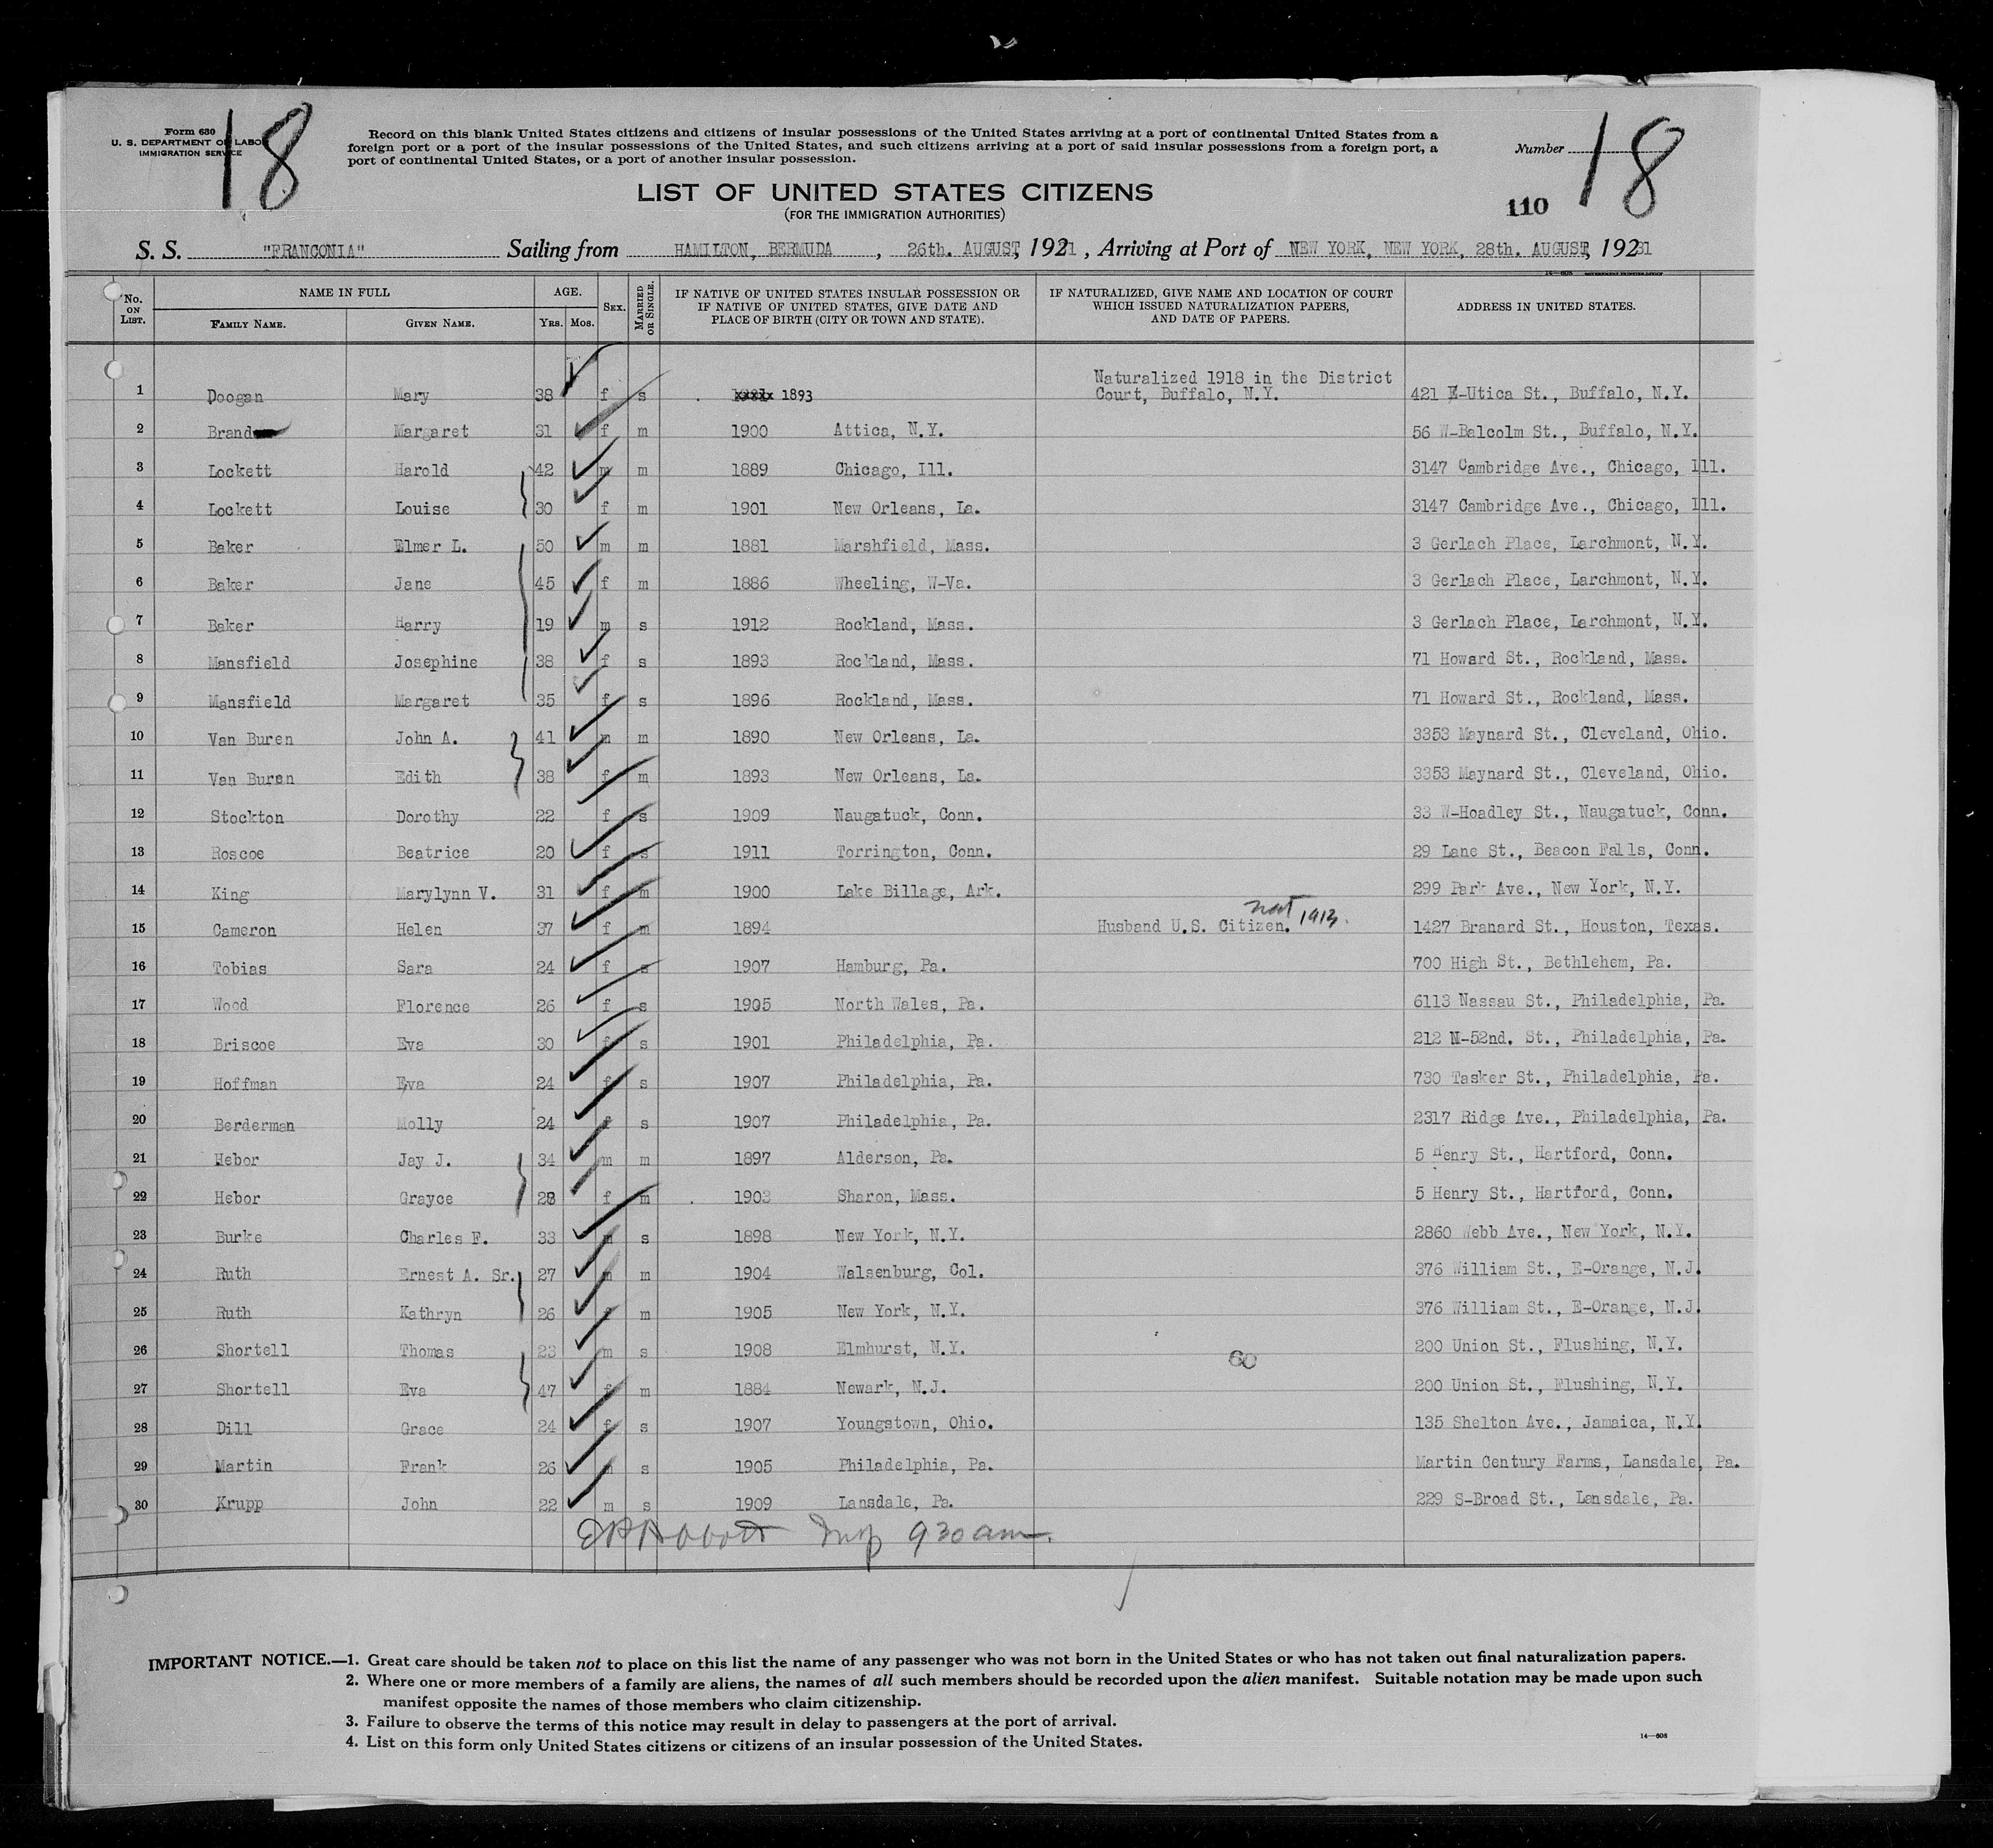 Form 630
U. S. DEPARTMENT OF LABOR
IMMIGRATION SERVICE
18
Record on this blank United States citizens and citizens of insular possessions of the United States arriving at a port of continental United States from a
foreign port or a port of the insular possessions of the United States, and such citizens arriving at a port of said insular possessions from a foreign port, a
port of continental United States, or a port of another insular possession.
Number
18
110
LIST OF UNITED STATES CITIZENS
(FOR THE IMMIGRATION AUTHORITIES)
S. S. "FRANCONIA" Sailing from HAMILTON, BERMUDA, 26th. AUGUST, 1921, Arriving at Port of NEW YORK, NEW YORK, 28th. AUGUST, 19231
No. ON LIST. NAME IN FULL AGE. SEX. MARRIED OR SINGLE. IF NATIVE OF UNITED STATES INSULAR POSSESSION OR IF NATIVE OF UNITED STATES, GIVE DATE AND PLACE OF BIRTH (CITY OR TOWN AND STATE). IF NATURALIZED, GIVE NAME AND LOCATION OF COURT WHICH ISSUED NATURALIZATION PAPERS, AND DATE OF PAPERS. ADDRESS IN UNITED STATES.
FAMILY NAME. GIVEN NAME. YRS. MOS.
Naturalized 1918 in the District
1 Doogan Mary 38 f s 1893 Court, Buffalo, N.Y. 421 E-Utica St., Buffalo, N.Y.
2 Brand Margaret 31 f m 1900 Attica, N.Y. 56 W-Balcolm St., Buffalo, N.Y.
3 Lockett Harold 42 m m 1889 Chicago, Ill. 3147 Cambridge Ave., Chicago, Ill.
4 Lockett Louise 30 f m 1901 New Orleans, La. 3147 Cambridge Ave., Chicago, Ill.
5 Baker Elmer L. 50 m m 1881 Marshfield, Mass. 3 Gerlach Place, Larchmont, N.Y.
6 Baker Jane 45 f m 1886 Wheeling, W-Va. 3 Gerlach Place, Larchmont, N.Y.
7 Baker Harry 19 m s 1912 Rockland, Mass. 3 Gerlach Place, Larchmont, N.Y.
8 Mansfield Josephine 38 f s 1893 Rockland, Mass. 71 Howard St., Rockland, Mass.
9 Mansfield Margaret 35 f s 1896 Rockland, Mass. 71 Howard St., Rockland, Mass.
10 Van Buren John A. 41 m m 1890 New Orleans, La. 3353 Maynard St., Cleveland, Ohio.
11 Van Buren Edith 38 f m 1893 New Orleans, La. 3353 Maynard St., Cleveland, Ohio.
12 Stockton Dorothy 22 f s 1909 Naugatuck, Conn. 33 W-Hoadley St., Naugatuck, Conn.
13 Roscoe Beatrice 20 f s 1911 Torrington, Conn. 29 Lane St., Beacon Falls, Conn.
14 King Marylynn V. 31 f m 1900 Lake Billage, Ark. 299 Park Ave., New York, N.Y.
nat 1913.
15 Cameron Helen 37 f m 1894 Husband U.S. Citizen. 1427 Branard St., Houston, Texas.
16 Tobias Sara 24 f s 1907 Hamburg, Pa. 700 High St., Bethlehem, Pa.
17 Wood Florence 26 f s 1905 North Wales, Pa. 6113 Nassau St., Philadelphia, Pa.
18 Briscoe Eva 30 f s 1901 Philadelphia, Pa. 212 N-52nd. St., Philadelphia, Pa.
19 Hoffman Eva 24 f s 1907 Philadelphia, Pa. 730 Tasker St., Philadelphia, Pa.
20 Berderman Molly 24 f s 1907 Philadelphia, Pa. 2317 Ridge Ave., Philadelphia, Pa.
21 Hebor Jay J. 34 m m 1897 Alderson, Pa. 5 Henry St., Hartford, Conn.
22 Hebor Grayce 28 f m 1903 Sharon, Mass. 5 Henry St., Hartford, Conn.
23 Burke Charles F. 33 m s 1898 New York, N.Y. 2860 Webb Ave., New York, N.Y.
24 Ruth Ernest A. Sr. 27 m m 1904 Walsenburg, Col. 376 William St., E-Orange, N.J.
25 Ruth Kathryn 26 f m 1905 New York, N.Y. 376 William St., E-Orange, N.J.
26 Shortell Thomas 23 m s 1908 Elmhurst, N.Y. 200 Union St., Flushing, N.Y.
60
27 Shortell Eva 47 f m 1884 Newark, N.J. 200 Union St., Flushing, N.Y.
28 Dill Grace 24 f s 1907 Youngstown, Ohio. 135 Shelton Ave., Jamaica, N.Y.
29 Martin Frank 26 m s 1905 Philadelphia, Pa. Martin Century Farms, Lansdale, Pa.
30 Krupp John 22 m s 1909 Lansdale, Pa. 229 S-Broad St., Lansdale, Pa.
EP Abbott Insp 930 am.
IMPORTANT NOTICE.—1. Great care should be taken not to place on this list the name of any passenger who was not born in the United States or who has not taken out final naturalization papers.
2. Where one or more members of a family are aliens, the names of all such members should be recorded upon the alien manifest. Suitable notation may be made upon such
manifest opposite the names of those members who claim citizenship.
3. Failure to observe the terms of this notice may result in delay to passengers at the port of arrival.
4. List on this form only United States citizens or citizens of an insular possession of the United States.
14—608